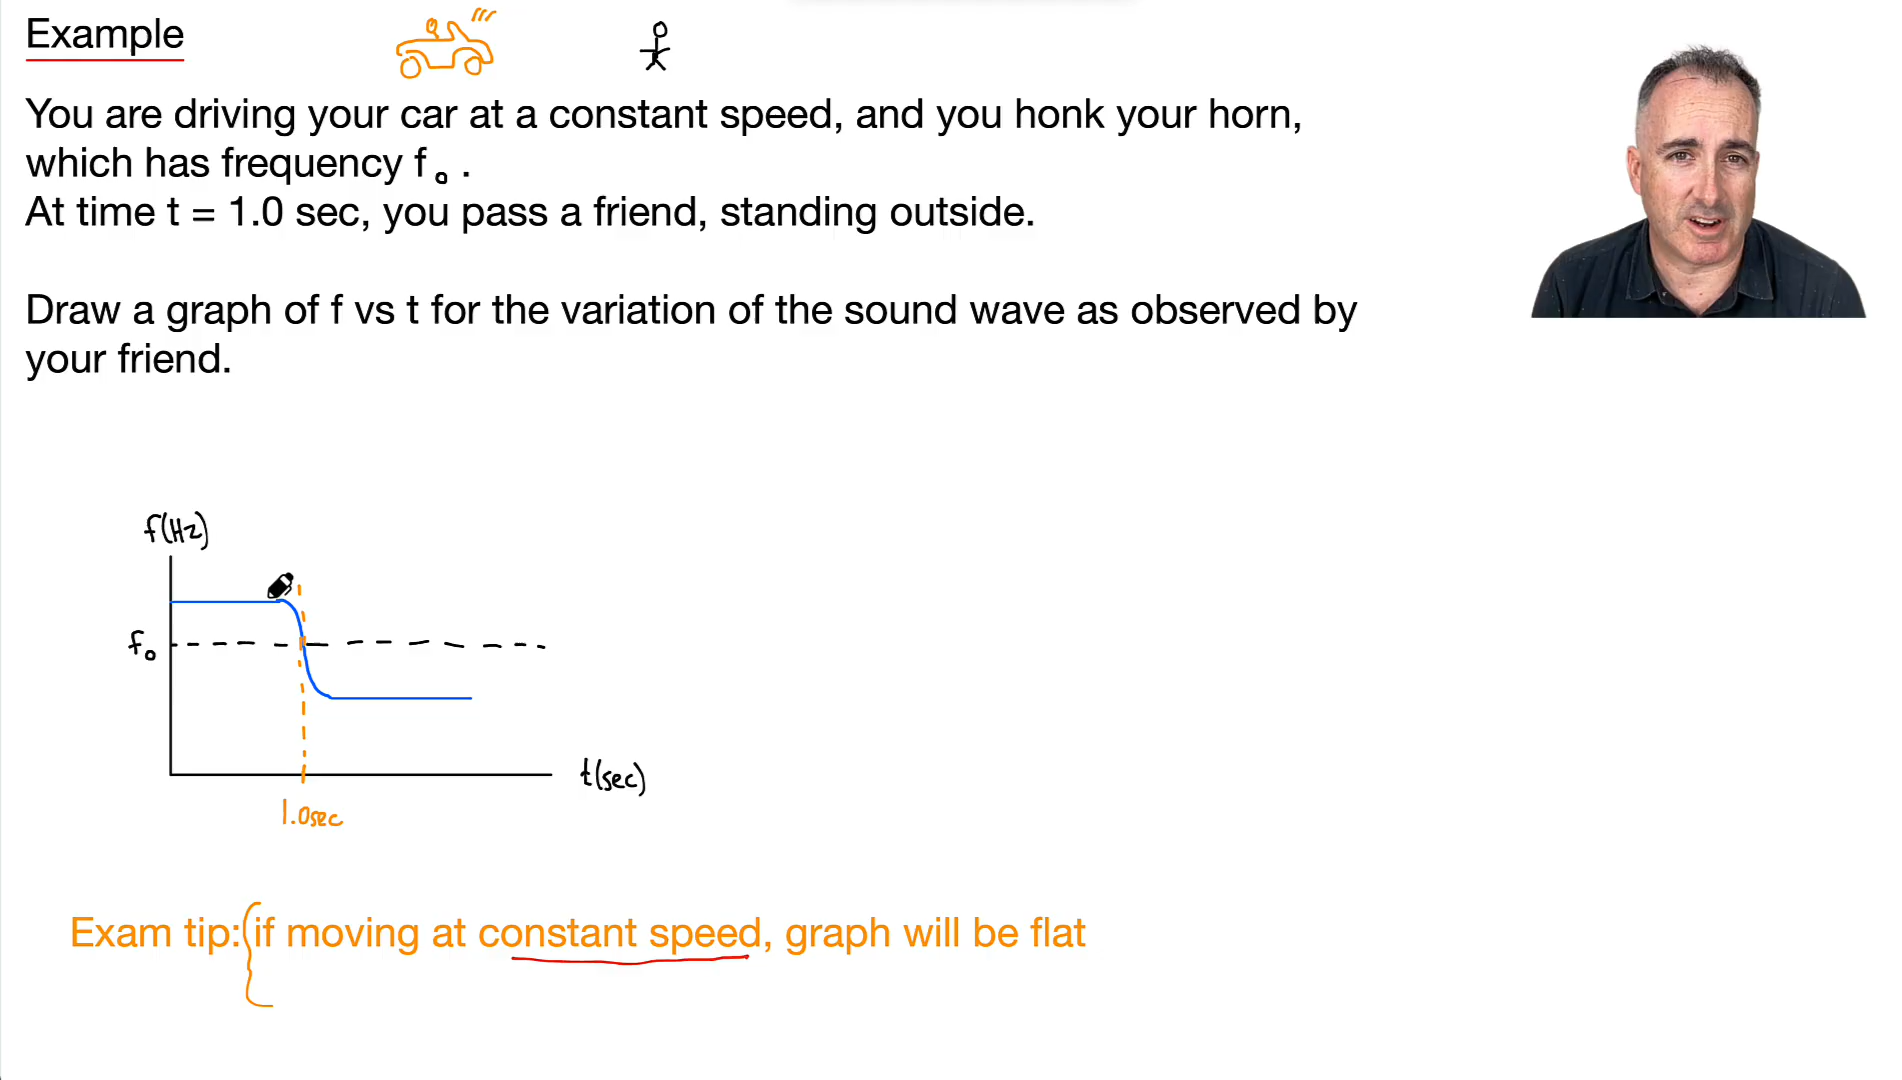 Example
You are driving your car at a constant speed, and you honk your horn,
which has frequency f₀ .
At time t = 1.0 sec, you pass a friend, standing outside.
Draw a graph of f vs t for the variation of the sound wave as observed by
your friend.
f(Hz)
f₀
t(sec)
1.0sec
Exam tip: if moving at constant speed, graph will be flat